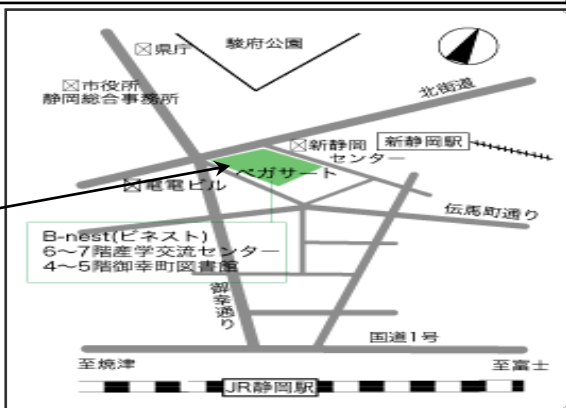 県庁
駿府公園
市役所
静岡総合事務所
北街道
新静岡
センター
新静岡駅
ペガサート
電電ビル
伝馬町通り
B-nest(ビネスト)
6～7階産学交流センター
4～5階御幸町図書館
御幸通り
国道1号
至焼津
至富士
JR静岡駅